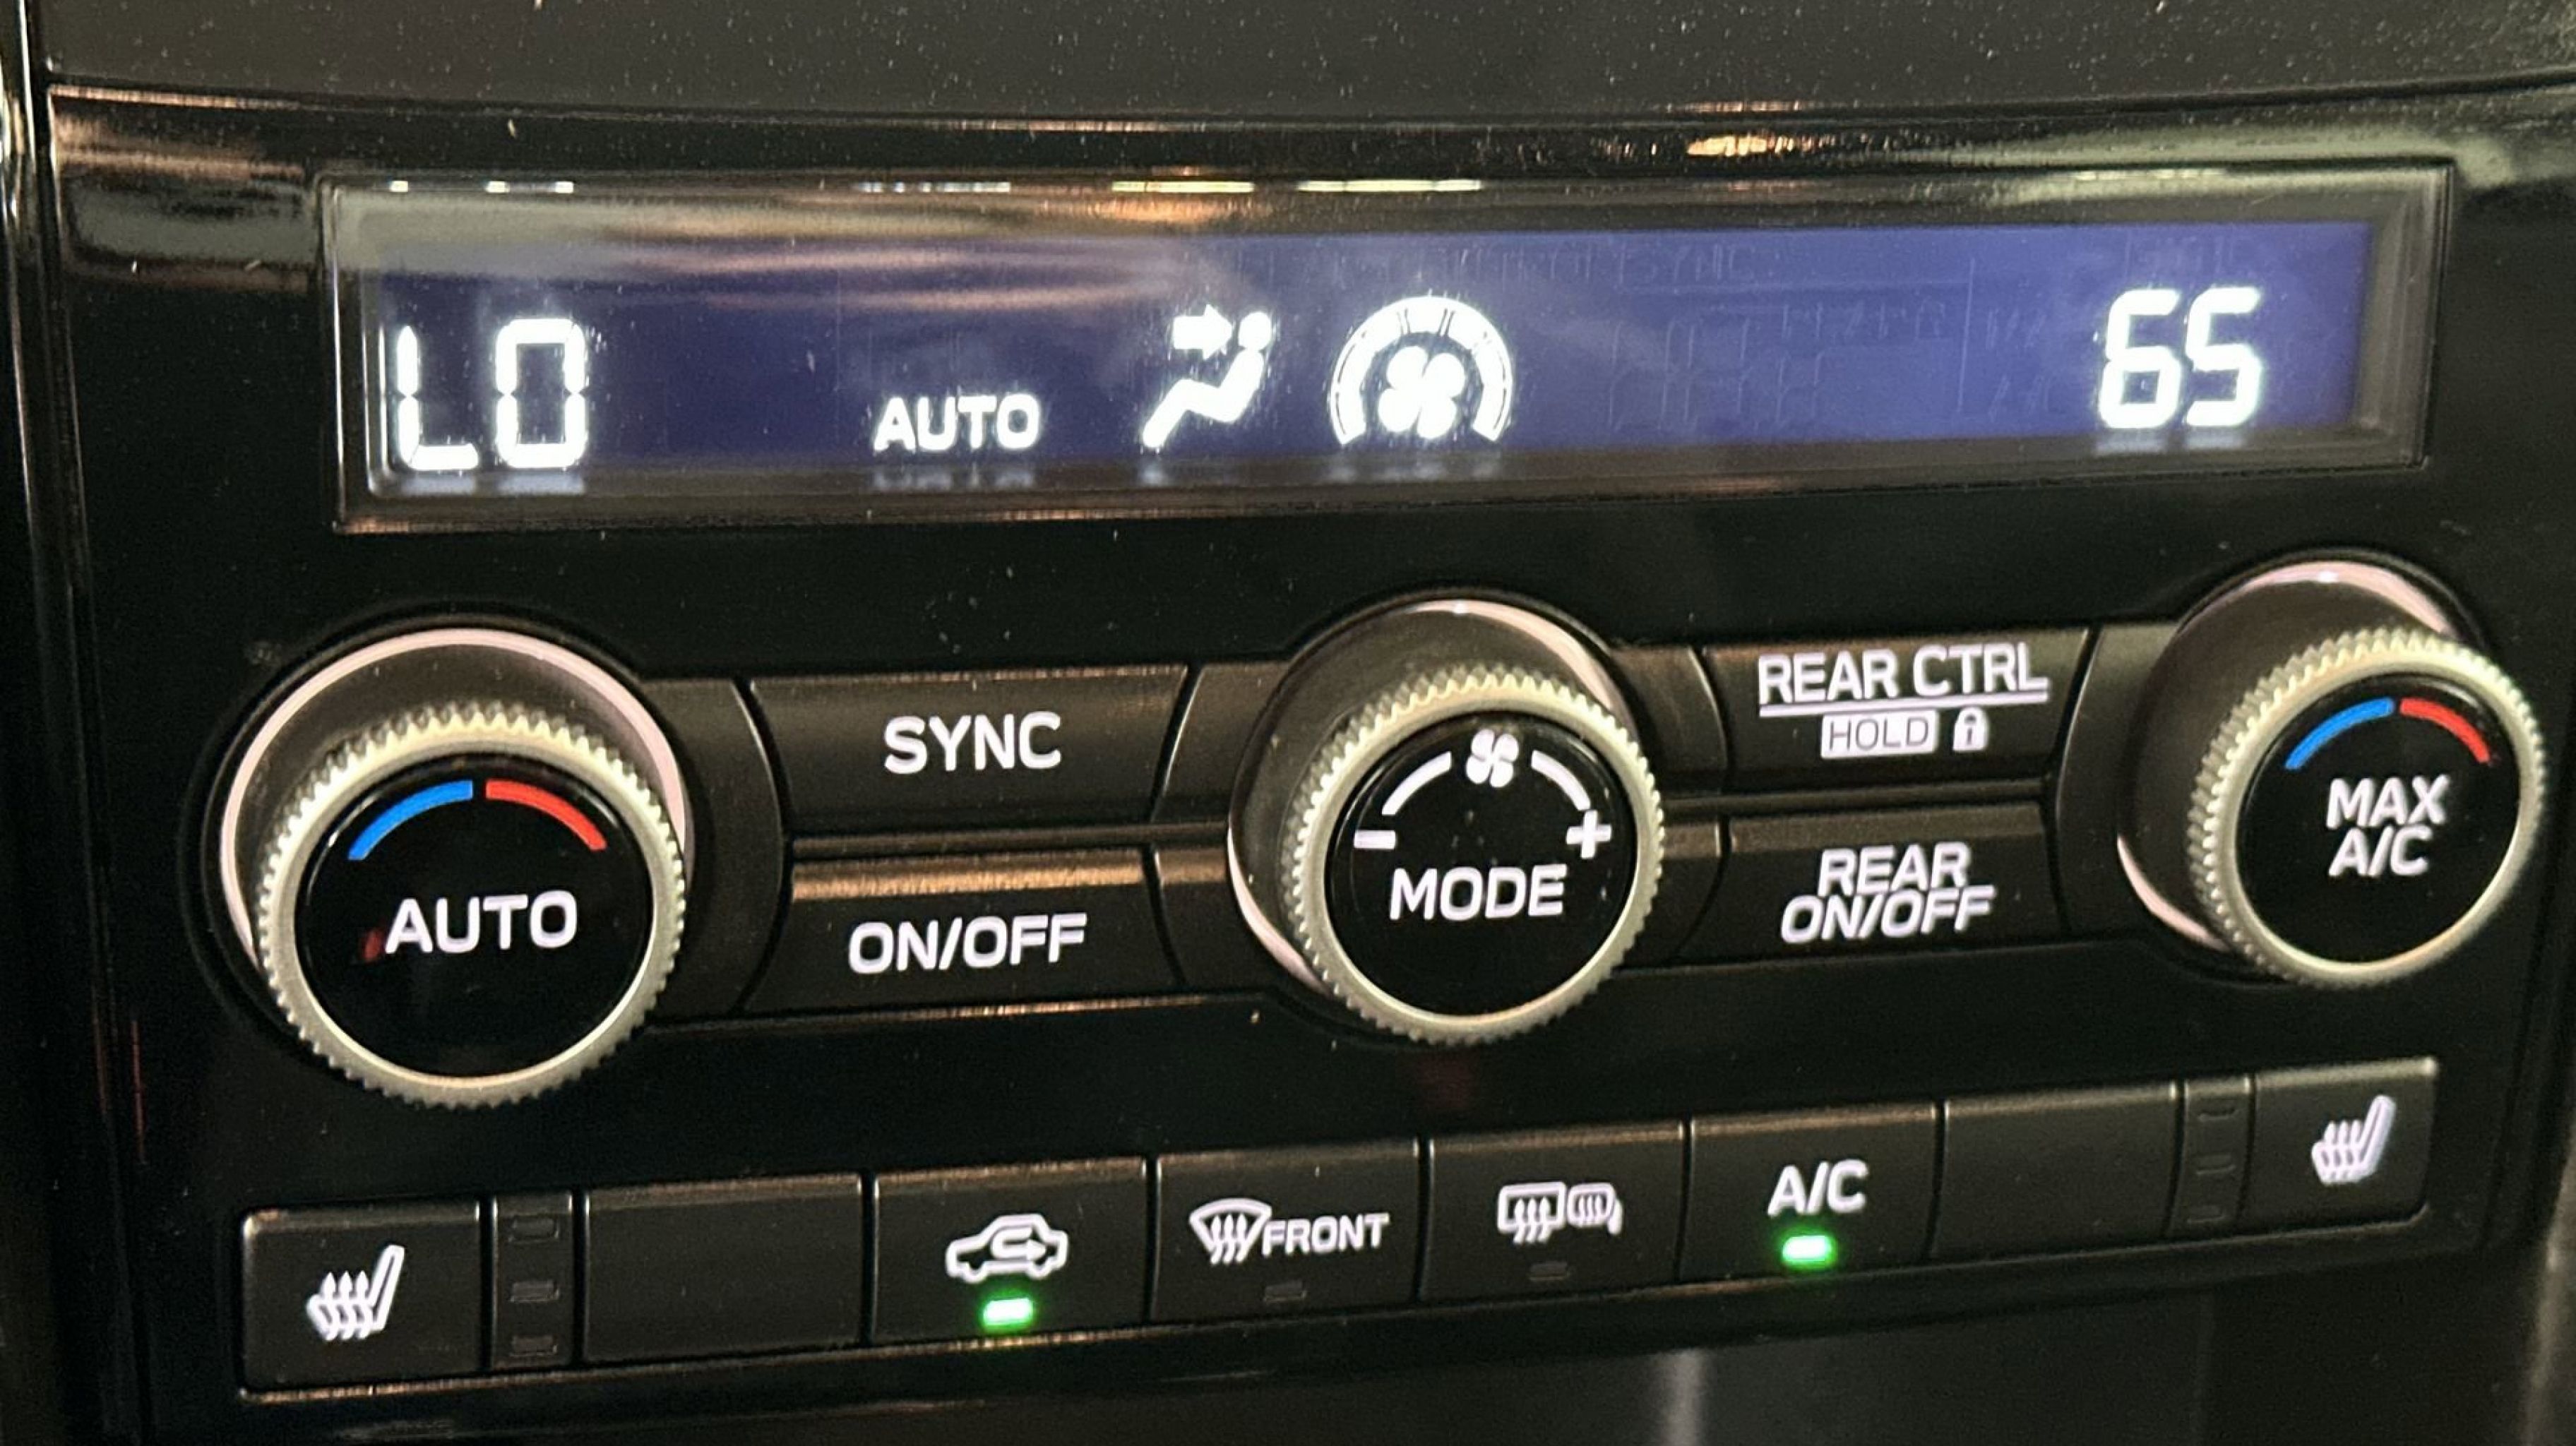 LO AUTO 65
SYNC
REAR CTRL
HOLD
AUTO
ON/OFF
MODE
REAR
ON/OFF
MAX
A/C
FRONT
A/C